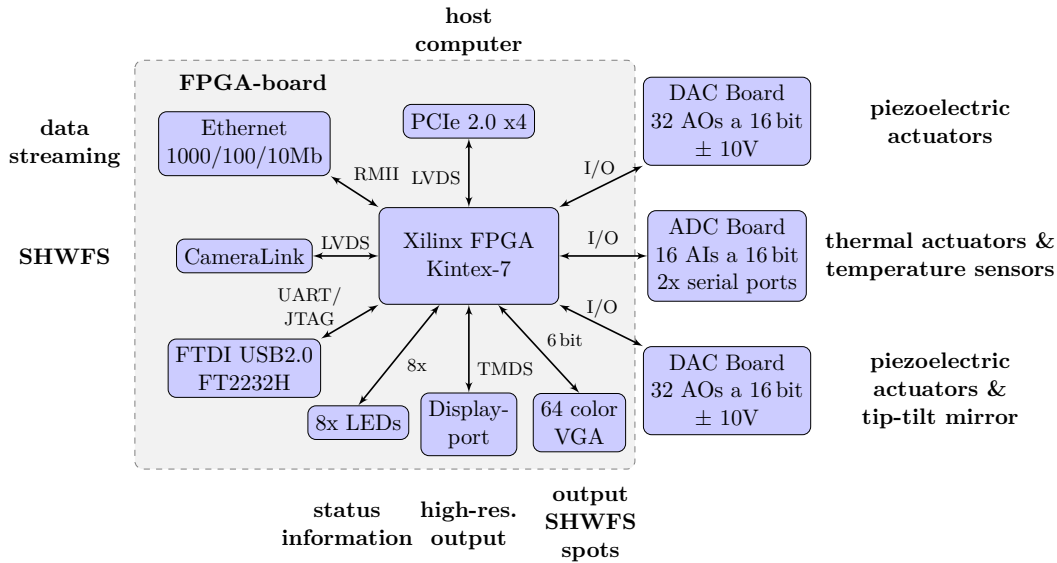 host
computer
FPGA-board
data
streaming
Ethernet
1000/100/10Mb
PCIe 2.0 x4
DAC Board
32 AOs a 16 bit
± 10V
piezoelectric
actuators
RMII
LVDS
I/O
SHWFS
CameraLink
LVDS
Xilinx FPGA
Kintex-7
I/O
ADC Board
16 AIs a 16 bit
2x serial ports
thermal actuators &
temperature sensors
UART/
JTAG
I/O
FTDI USB2.0
FT2232H
8x
TMDS
6 bit
DAC Board
32 AOs a 16 bit
± 10V
piezoelectric
actuators &
tip-tilt mirror
8x LEDs
Display-
port
64 color
VGA
status
information
high-res.
output
output
SHWFS
spots